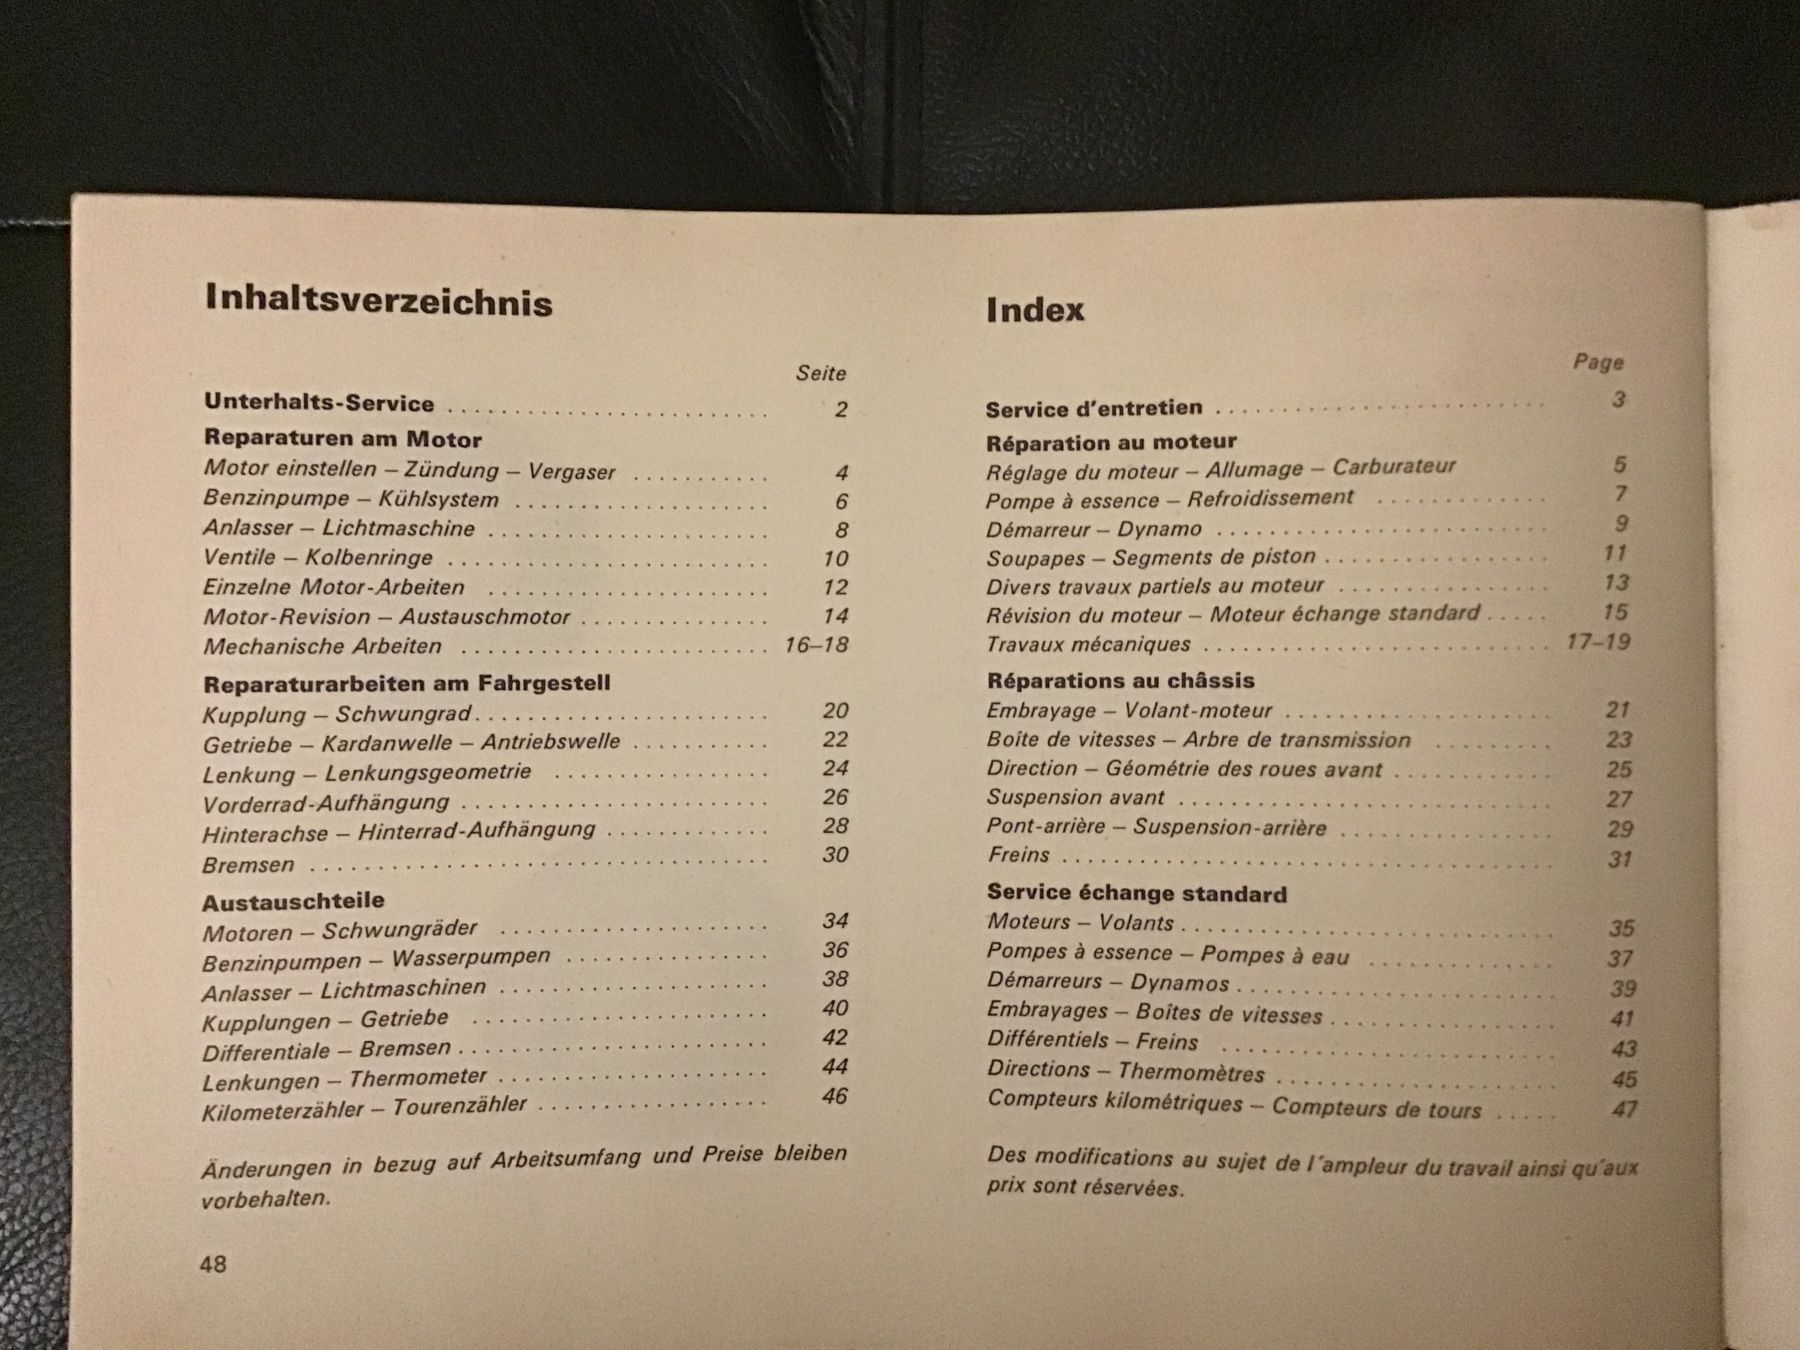 Inhaltsverzeichnis
Seite
Unterhalts-Service 2
Reparaturen am Motor
Motor einstellen – Zündung – Vergaser 4
Benzinpumpe – Kühlsystem 6
Anlasser – Lichtmaschine 8
Ventile – Kolbenringe 10
Einzelne Motor-Arbeiten 12
Motor-Revision – Austauschmotor 14
Mechanische Arbeiten 16–18
Reparaturarbeiten am Fahrgestell
Kupplung – Schwungrad 20
Getriebe – Kardanwelle – Antriebswelle 22
Lenkung – Lenkungsgeometrie 24
Vorderrad-Aufhängung 26
Hinterachse – Hinterrad-Aufhängung 28
Bremsen 30
Austauschteile
Motoren – Schwungräder 34
Benzinpumpen – Wasserpumpen 36
Anlasser – Lichtmaschinen 38
Kupplungen – Getriebe 40
Differentiale – Bremsen 42
Lenkungen – Thermometer 44
Kilometerzähler – Tourenzähler 46
Änderungen in bezug auf Arbeitsumfang und Preise bleiben
vorbehalten.
48
Index
Page
Service d'entretien 3
Réparation au moteur
Réglage du moteur – Allumage – Carburateur 5
Pompe à essence – Refroidissement 7
Démarreur – Dynamo 9
Soupapes – Segments de piston 11
Divers travaux partiels au moteur 13
Révision du moteur – Moteur échange standard 15
Travaux mécaniques 17–19
Réparations au châssis
Embrayage – Volant-moteur 21
Boîte de vitesses – Arbre de transmission 23
Direction – Géométrie des roues avant 25
Suspension avant 27
Pont-arrière – Suspension-arrière 29
Freins 31
Service échange standard
Moteurs – Volants 35
Pompes à essence – Pompes à eau 37
Démarreurs – Dynamos 39
Embrayages – Boîtes de vitesses 41
Différentiels – Freins 43
Directions – Thermomètres 45
Compteurs kilométriques – Compteurs de tours 47
Des modifications au sujet de l'ampleur du travail ainsi qu'aux
prix sont réservées.